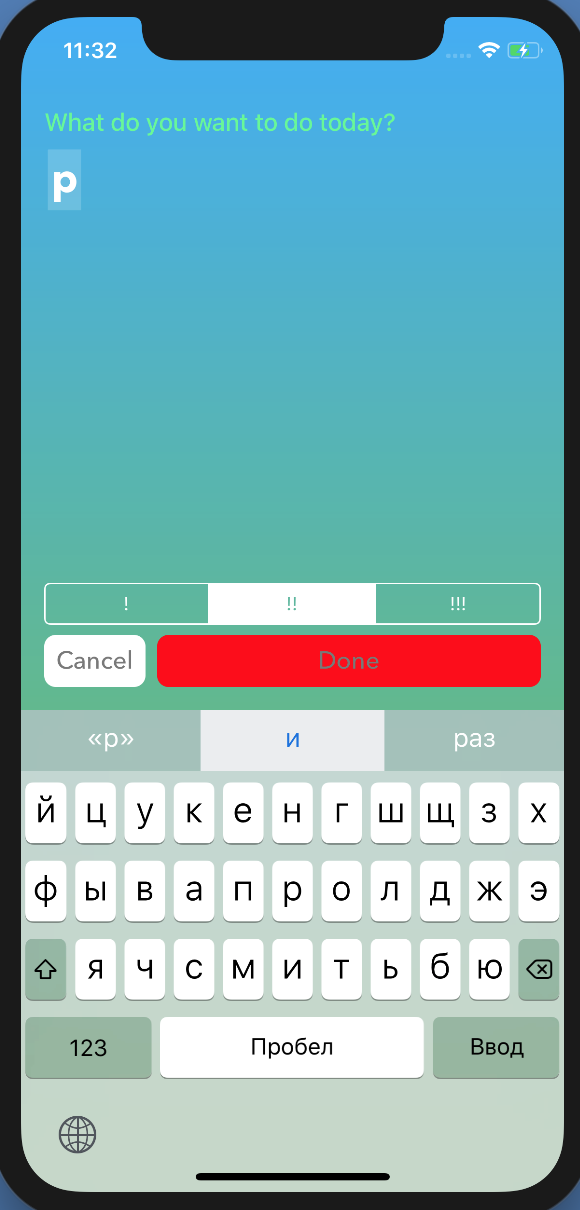 11:32
What do you want to do today?
р
! !! !!!
Cancel Done
«р» и раз
й ц у к е н г ш щ з х
ф ы в а п р о л д ж э
я ч с м и т ь б ю
123 Пробел Ввод